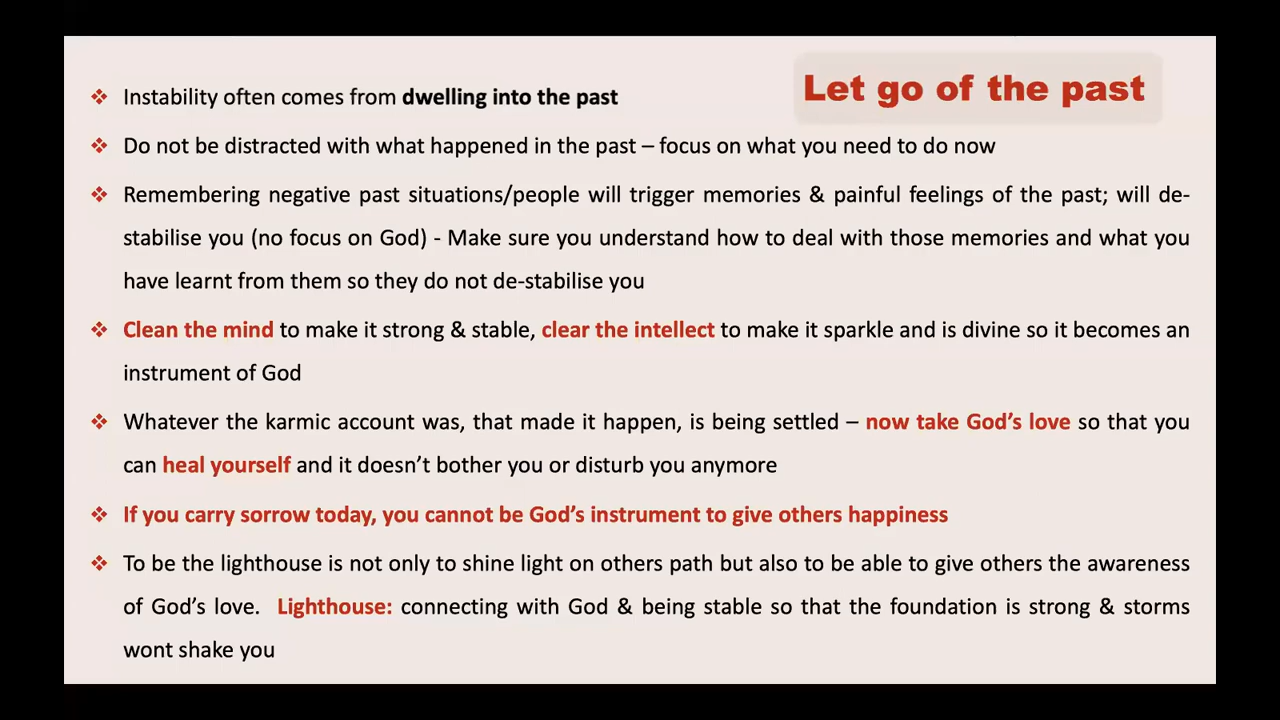 Let go of the past
❖ Instability often comes from dwelling into the past
❖ Do not be distracted with what happened in the past – focus on what you need to do now
❖ Remembering negative past situations/people will trigger memories & painful feelings of the past; will de-
stabilise you (no focus on God) - Make sure you understand how to deal with those memories and what you
have learnt from them so they do not de-stabilise you
❖ Clean the mind to make it strong & stable, clear the intellect to make it sparkle and is divine so it becomes an
instrument of God
❖ Whatever the karmic account was, that made it happen, is being settled – now take God’s love so that you
can heal yourself and it doesn’t bother you or disturb you anymore
❖ If you carry sorrow today, you cannot be God’s instrument to give others happiness
❖ To be the lighthouse is not only to shine light on others path but also to be able to give others the awareness
of God’s love. Lighthouse: connecting with God & being stable so that the foundation is strong & storms
wont shake you